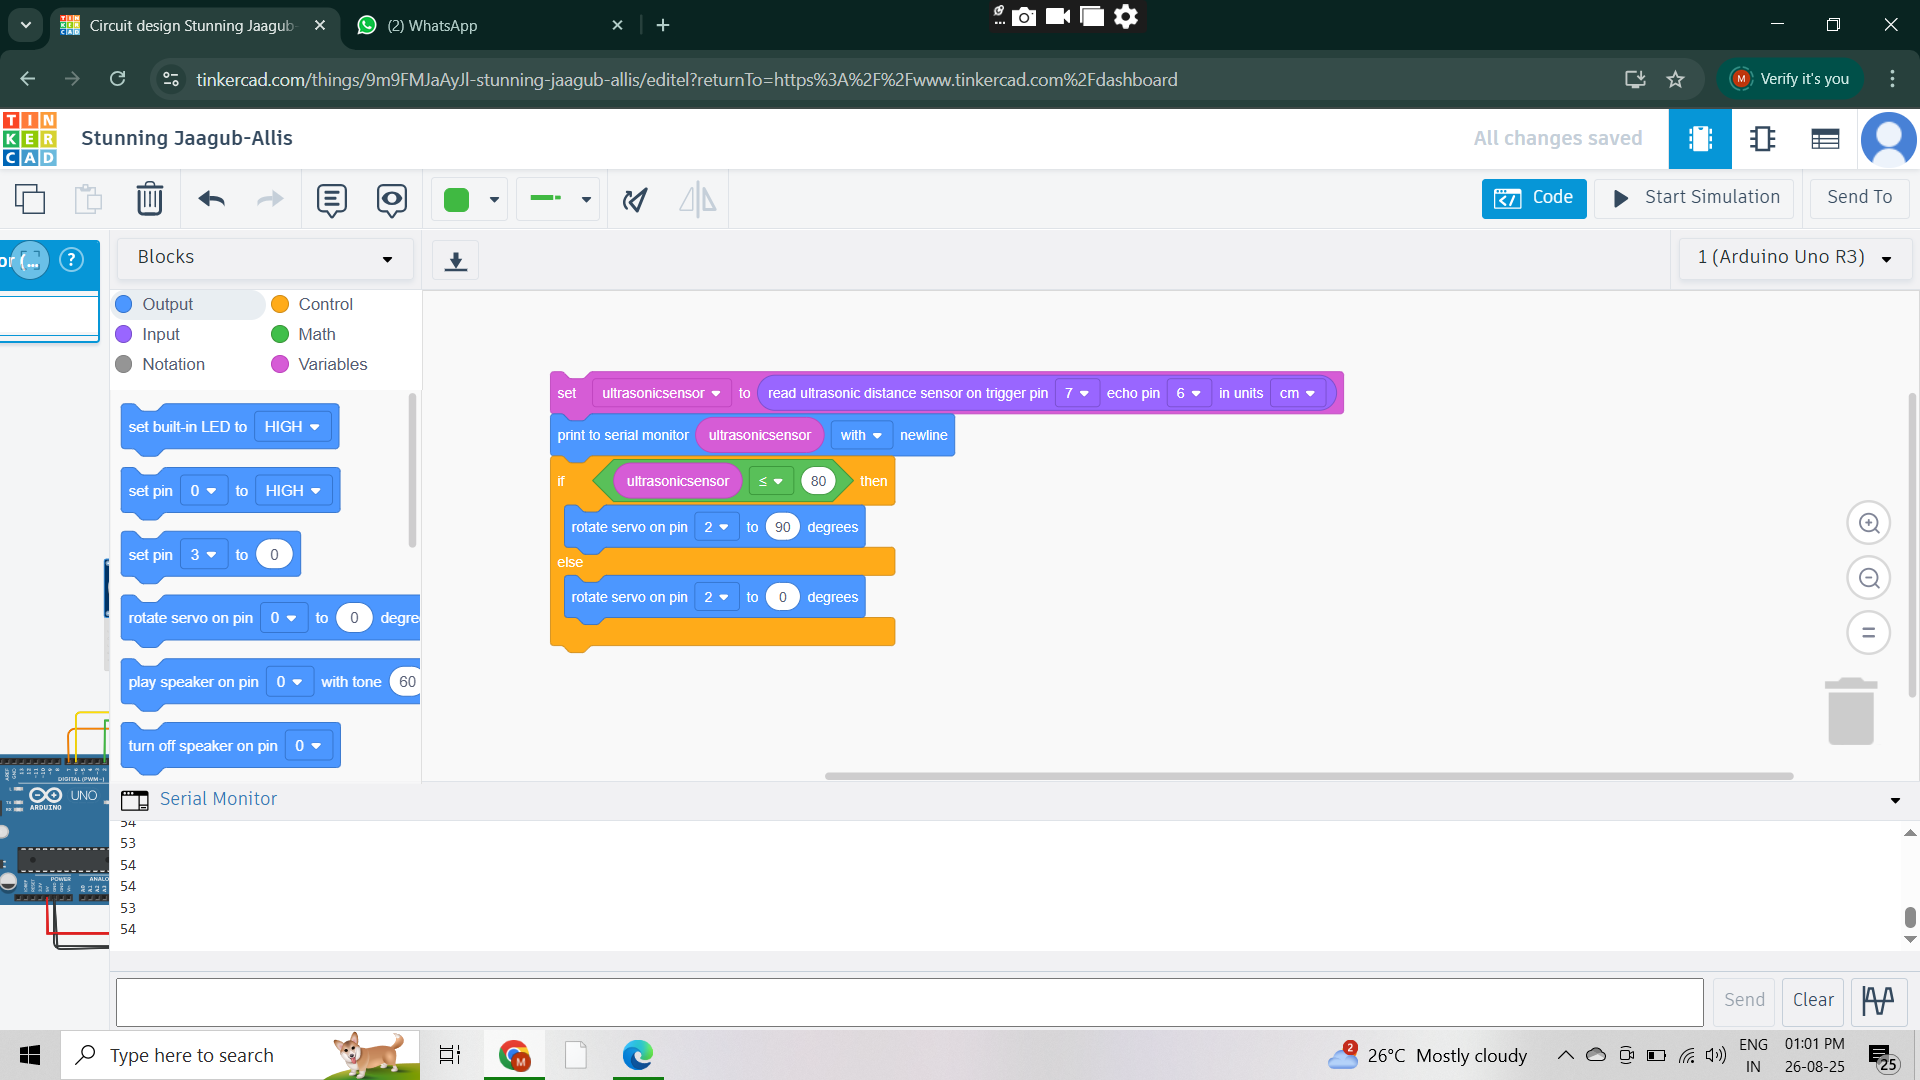 Circuit design Stunning Jaagub-
(2) WhatsApp
tinkercad.com/things/9m9FMJaAyJl-stunning-jaagub-allis/editel?returnTo=https%3A%2F%2Fwww.tinkercad.com%2Fdashboard
M
Verify it's you
TIN
KER
CAD
Stunning Jaagub-Allis
All changes saved
Code
Start Simulation
Send To
or (...
?
Blocks
1 (Arduino Uno R3)
Output
Control
Input
Math
Notation
Variables
set built-in LED to HIGH
set pin 0 to HIGH
set pin 3 to 0
rotate servo on pin 0 to 0 degre
play speaker on pin 0 with tone 60
turn off speaker on pin 0
set ultrasonicsensor to read ultrasonic distance sensor on trigger pin 7 echo pin 6 in units cm
print to serial monitor ultrasonicsensor with newline
if ultrasonicsensor ≤ 80 then
rotate servo on pin 2 to 90 degrees
else
rotate servo on pin 2 to 0 degrees
DIGITAL (PWM~)
UNO
ARDUINO
POWER
ANALO
Serial Monitor
54
53
54
54
53
54
Send
Clear
Type here to search
M
2
26°C Mostly cloudy
ENG
IN
01:01 PM
26-08-25
25